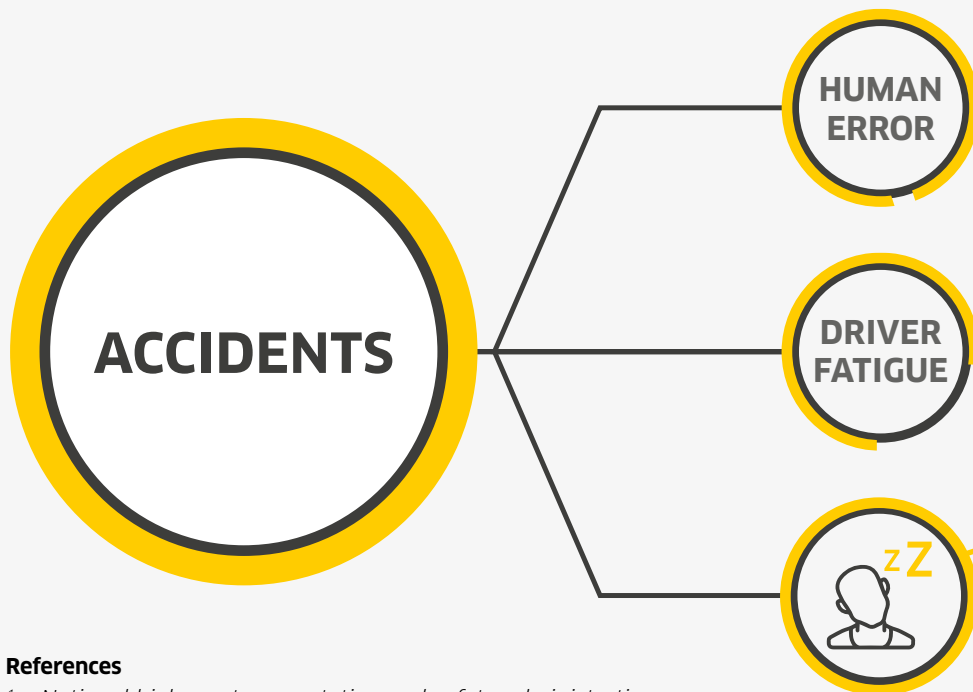 HUMAN
ERROR
ACCIDENTS
DRIVER
FATIGUE
z Z
References